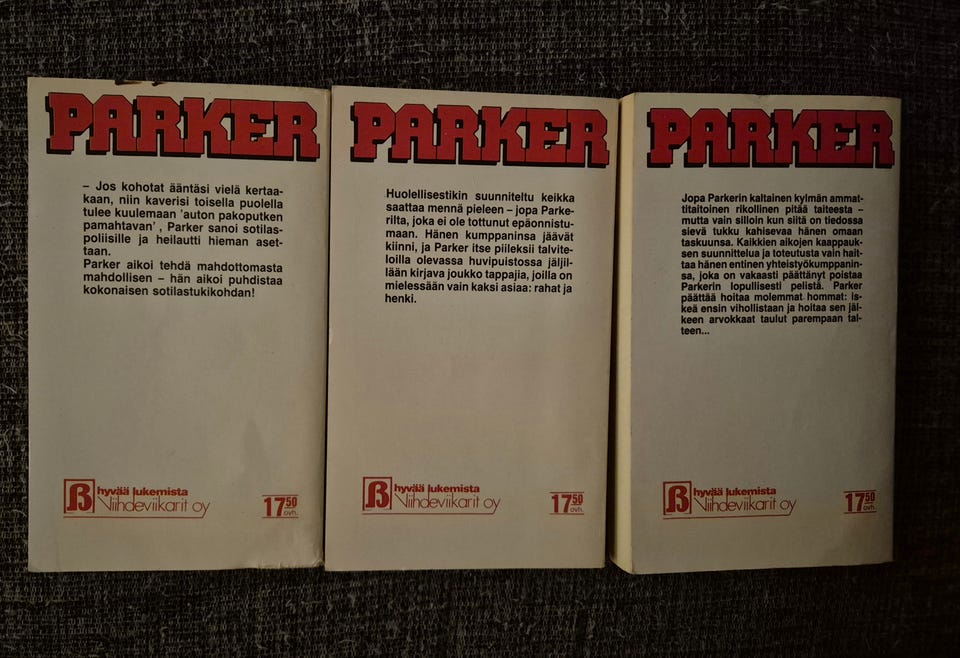 PARKER
– Jos kohotat ääntäsi vielä kertaa-
kaan, niin kaverisi toisella puolella
tulee kuulemaan 'auton pakoputken
pamahtavan', Parker sanoi sotilas-
poliisille ja heilautti hieman aset-
taan.
Parker aikoi tehdä mahdottomasta
mahdollisen – hän aikoi puhdistaa
kokonaisen sotilastukikohdan!
ß hyvää lukemista
Viihdeviikarit oy
17 50
ovh.
PARKER
Huolellisestikin suunniteltu keikka
saattaa mennä pieleen – jopa Parke-
rilta, joka ei ole tottunut epäonnistu-
maan. Hänen kumppaninsa jäävät
kiinni, ja Parker itse piileksii talvite-
loilla olevassa huvipuistossa jäljil-
lään kirjava joukko tappajia, joilla on
mielessään vain kaksi asiaa: rahat ja
henki.
ß hyvää lukemista
Viihdeviikarit oy
17 50
ovh.
PARKER
Jopa Parkerin kaltainen kylmän ammat-
titaitoinen rikollinen pitää taiteesta –
mutta vain silloin kun siitä on tiedossa
sievä tukku kahisevaa hänen omaan
taskuunsa. Kaikkien aikojen kaappauk-
sen suunnittelua ja toteutusta vain hait-
taa hänen entinen yhteistyökumppanin-
sa, joka on vakaasti päättänyt poistaa
Parkerin lopullisesti pelistä. Parker
päättää hoitaa molemmat hommat: is-
keä ensin vihollistaan ja hoitaa sen jäl-
keen arvokkaat taulut parempaan tal-
teen...
ß hyvää lukemista
Viihdeviikarit oy
17 50
ovh.